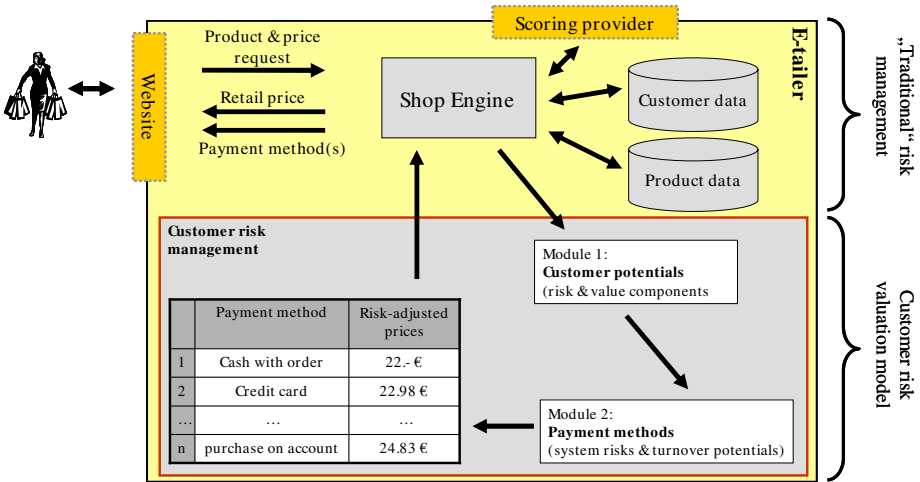 Scoring provider
E-tailer
„Traditional“ risk
management
Website
Product & price
request
Retail price
Payment method(s)
Shop Engine
Customer data
Product data
Customer risk
management
Module 1:
Customer potentials
(risk & value components
Payment method
Risk-adjusted
prices
1 Cash with order 22.- €
2 Credit card 22.98 €
... ... ...
n purchase on account 24.83 €
Module 2:
Payment methods
(system risks & turnover potentials)
Customer risk
valuation model